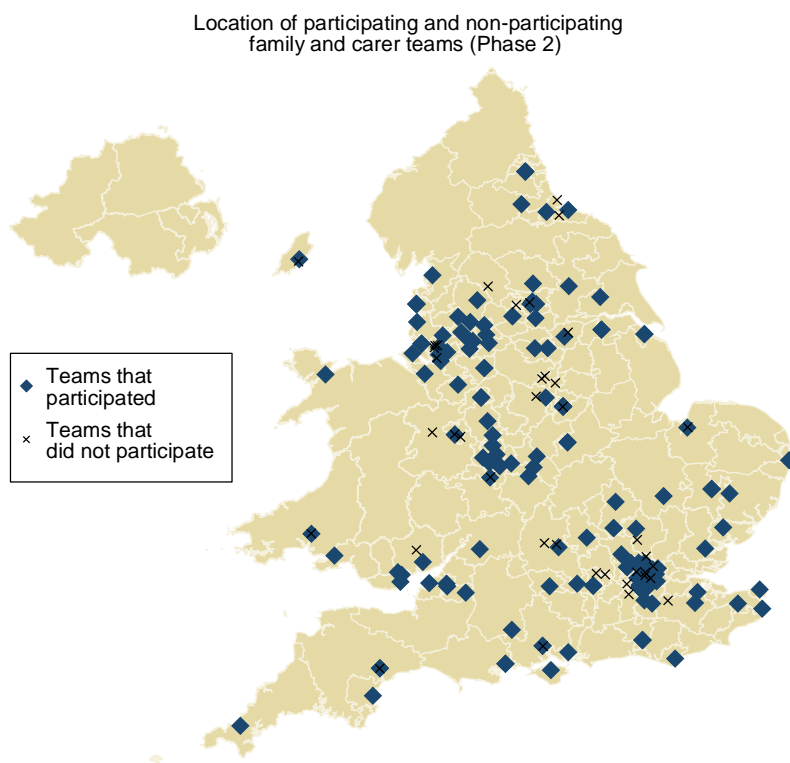 Location of participating and non-participating
family and carer teams (Phase 2)
Teams that
participated
Teams that
did not participate